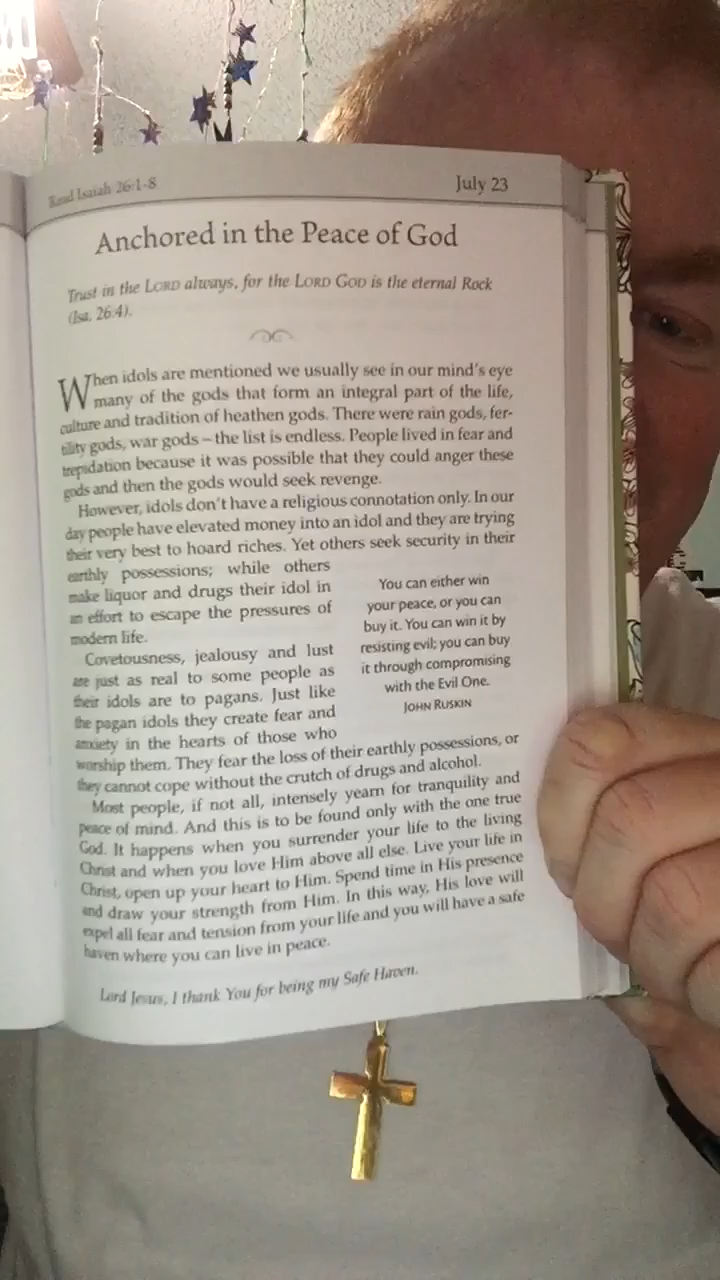 Read Isaiah 26:1-8
July 23
Anchored in the Peace of God
Trust in the LORD always, for the LORD GOD is the eternal Rock
(Isa. 26:4).
When idols are mentioned we usually see in our mind's eye
many of the gods that form an integral part of the life,
culture and tradition of heathen gods. There were rain gods, fer-
tility gods, war gods – the list is endless. People lived in fear and
trepidation because it was possible that they could anger these
gods and then the gods would seek revenge.
However, idols don't have a religious connotation only. In our
day people have elevated money into an idol and they are trying
their very best to hoard riches. Yet others seek security in their
earthly possessions; while others
make liquor and drugs their idol in
an effort to escape the pressures of
modern life.
Covetousness, jealousy and lust
are just as real to some people as
their idols are to pagans. Just like
the pagan idols they create fear and
anxiety in the hearts of those who
worship them. They fear the loss of their earthly possessions, or
they cannot cope without the crutch of drugs and alcohol.
You can either win
your peace, or you can
buy it. You can win it by
resisting evil; you can buy
it through compromising
with the Evil One.
JOHN RUSKIN
Most people, if not all, intensely yearn for tranquility and
peace of mind. And this is to be found only with the one true
God. It happens when you surrender your life to the living
Christ and when you love Him above all else. Live your life in
Christ, open up your heart to Him. Spend time in His presence
and draw your strength from Him. In this way, His love will
expel all fear and tension from your life and you will have a safe
haven where you can live in peace.
Lord Jesus, I thank You for being my Safe Haven.